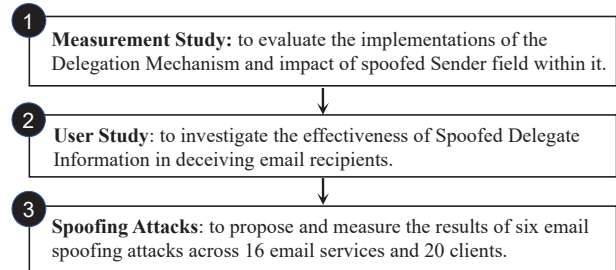 1
Measurement Study: to evaluate the implementations of the
Delegation Mechanism and impact of spoofed Sender field within it.
2
User Study: to investigate the effectiveness of Spoofed Delegate
Information in deceiving email recipients.
3
Spoofing Attacks: to propose and measure the results of six email
spoofing attacks across 16 email services and 20 clients.